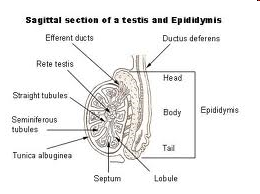 Sagittal section of a testis and Epididymis
Efferent ducts
Ductus deferens
Rete testis
Head
Straight tubules
Body
Epididymis
Seminiferous
tubules
Tail
Tunica albuginea
Septum
Lobule